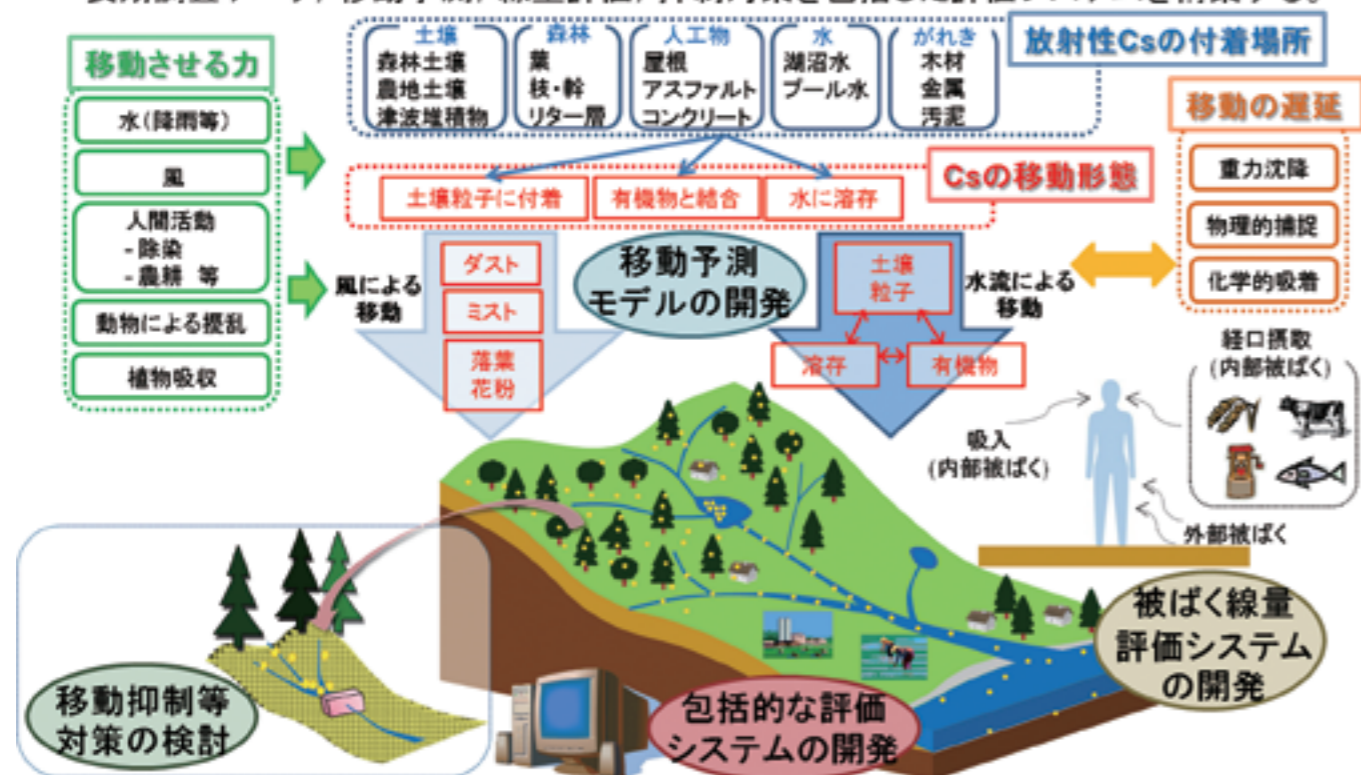 移動させる力
水(降雨等)
風
人間活動
- 除染
- 農耕 等
動物による擾乱
植物吸収
土壌
森林土壌
農地土壌
津波堆積物
森林
葉
枝・幹
リター層
人工物
屋根
アスファルト
コンクリート
水
湖沼水
プール水
がれき
木材
金属
汚泥
放射性Csの付着場所
Csの移動形態
土壌粒子に付着
有機物と結合
水に溶存
移動の遅延
重力沈降
物理的捕捉
化学的吸着
風による
移動
ダスト
ミスト
落葉
花粉
移動予測
モデルの開発
土壌
粒子
溶存
有機物
水流による
移動
経口摂取
(内部被ばく)
吸入
(内部被ばく)
外部被ばく
被ばく線量
評価システム
の開発
移動抑制等
対策の検討
包括的な評価
システムの開発